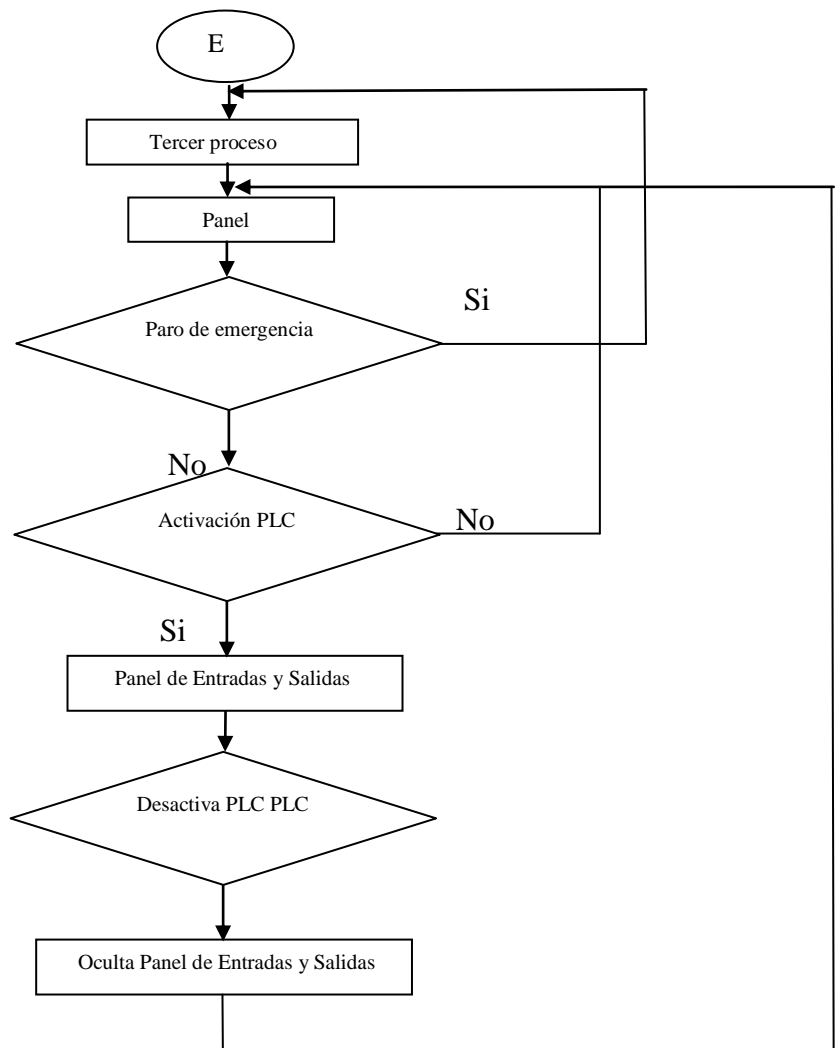 E
Tercer proceso
Panel
Si
Paro de emergencia
No
Activación PLC
No
Si
Panel de Entradas y Salidas
Desactiva PLC PLC
Oculta Panel de Entradas y Salidas